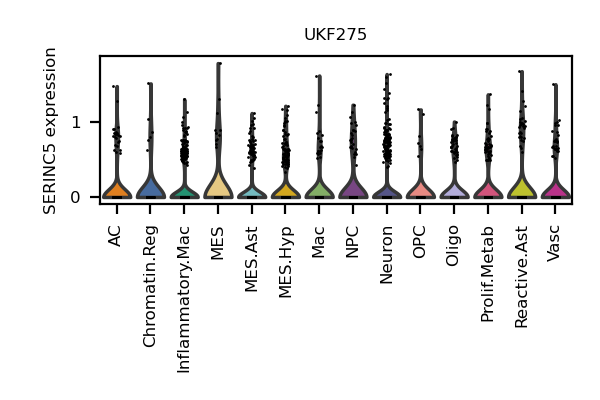 UKF275
SERINC5 expression
1
0
AC
Chromatin.Reg
Inflammatory.Mac
MES
MES.Ast
MES.Hyp
Mac
NPC
Neuron
OPC
Oligo
Prolif.Metab
Reactive.Ast
Vasc